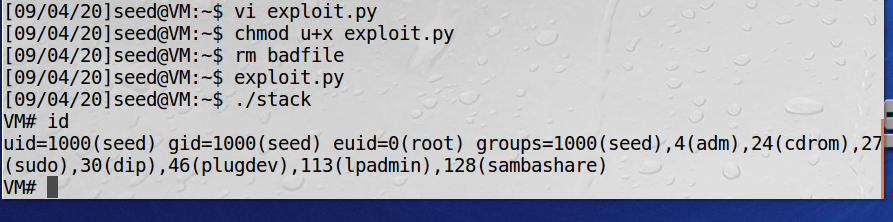 [09/04/20]seed@VM:~$ vi exploit.py
[09/04/20]seed@VM:~$ chmod u+x exploit.py
[09/04/20]seed@VM:~$ rm badfile
[09/04/20]seed@VM:~$ exploit.py
[09/04/20]seed@VM:~$ ./stack
VM# id
uid=1000(seed) gid=1000(seed) euid=0(root) groups=1000(seed),4(adm),24(cdrom),27
(sudo),30(dip),46(plugdev),113(lpadmin),128(sambashare)
VM#